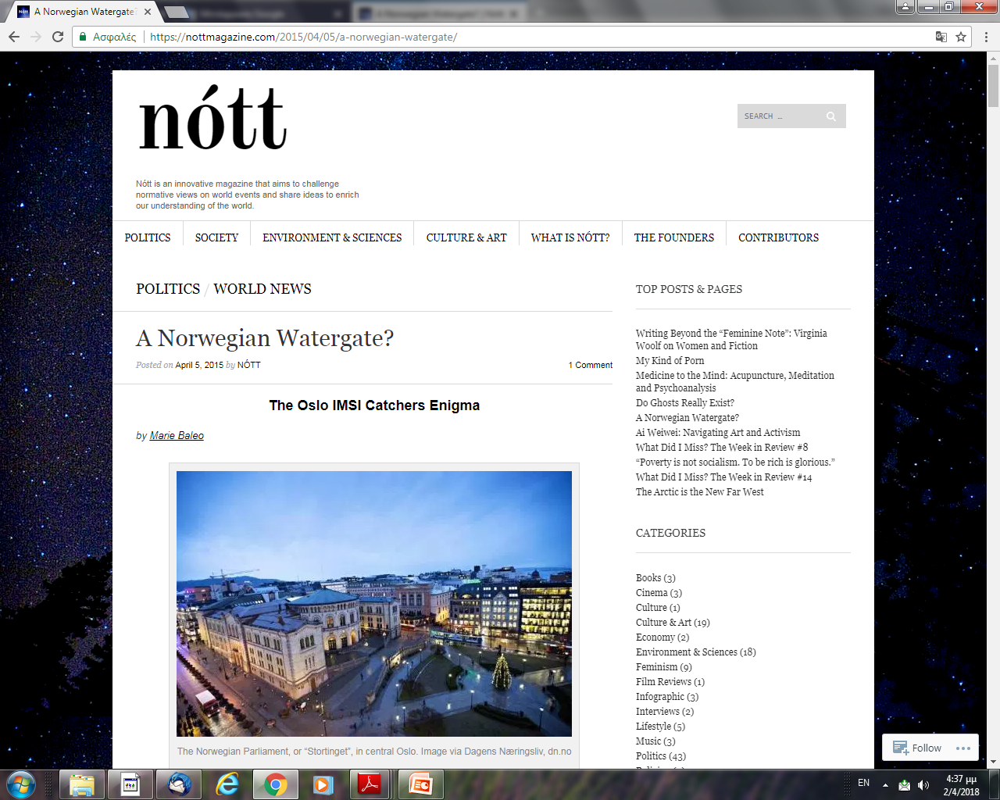 A Norwegian Watergate?
Ασφαλές
https://nottmagazine.com/2015/04/05/a-norwegian-watergate/
nótt
SEARCH ...
Nótt is an innovative magazine that aims to challenge
normative views on world events and share ideas to enrich
our understanding of the world.
POLITICS
SOCIETY
ENVIRONMENT & SCIENCES
CULTURE & ART
WHAT IS NÓTT?
THE FOUNDERS
CONTRIBUTORS
POLITICS / WORLD NEWS
A Norwegian Watergate?
Posted on April 5, 2015 by NÓTT
1 Comment
The Oslo IMSI Catchers Enigma
by Marie Baleo
The Norwegian Parliament, or “Stortinget”, in central Oslo. Image via Dagens Næringsliv, dn.no
TOP POSTS & PAGES
Writing Beyond the “Feminine Note”: Virginia
Woolf on Women and Fiction
My Kind of Porn
Medicine to the Mind: Acupuncture, Meditation
and Psychoanalysis
Do Ghosts Really Exist?
A Norwegian Watergate?
Ai Weiwei: Navigating Art and Activism
What Did I Miss? The Week in Review #8
“Poverty is not socialism. To be rich is glorious.”
What Did I Miss? The Week in Review #14
The Arctic is the New Far West
CATEGORIES
Books (3)
Cinema (3)
Culture (1)
Culture & Art (19)
Economy (2)
Environment & Sciences (18)
Feminism (9)
Film Reviews (1)
Infographic (3)
Interviews (2)
Lifestyle (5)
Music (3)
Politics (43)
Follow
EN
4:37 μμ
2/4/2018